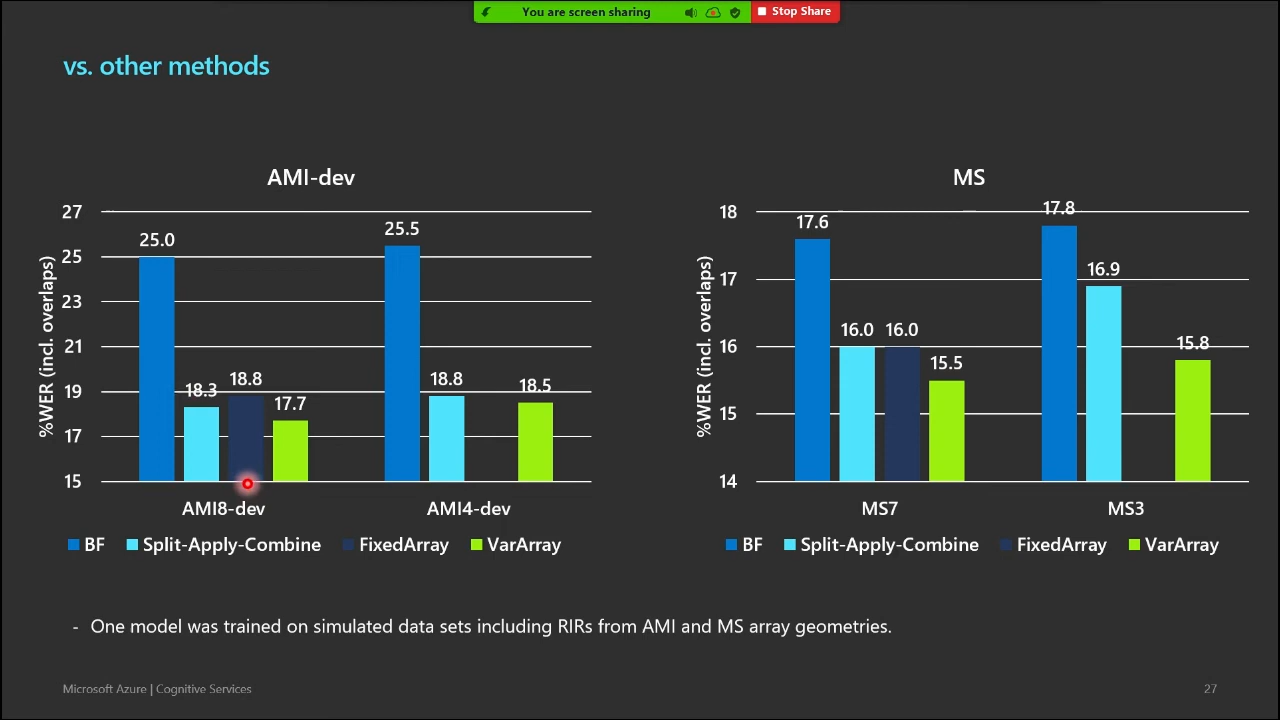 You are screen sharing
Stop Share
vs. other methods
AMI-dev
%WER (incl. overlaps)
27
25
23
21
19
17
15
25.0
18.3
18.8
17.7
25.5
18.8
18.5
AMI8-dev
AMI4-dev
BF
Split-Apply-Combine
FixedArray
VarArray
MS
%WER (incl. overlaps)
18
17
16
15
14
17.6
16.0
16.0
15.5
17.8
16.9
15.8
MS7
MS3
BF
Split-Apply-Combine
FixedArray
VarArray
- One model was trained on simulated data sets including RIRs from AMI and MS array geometries.
Microsoft Azure | Cognitive Services
27